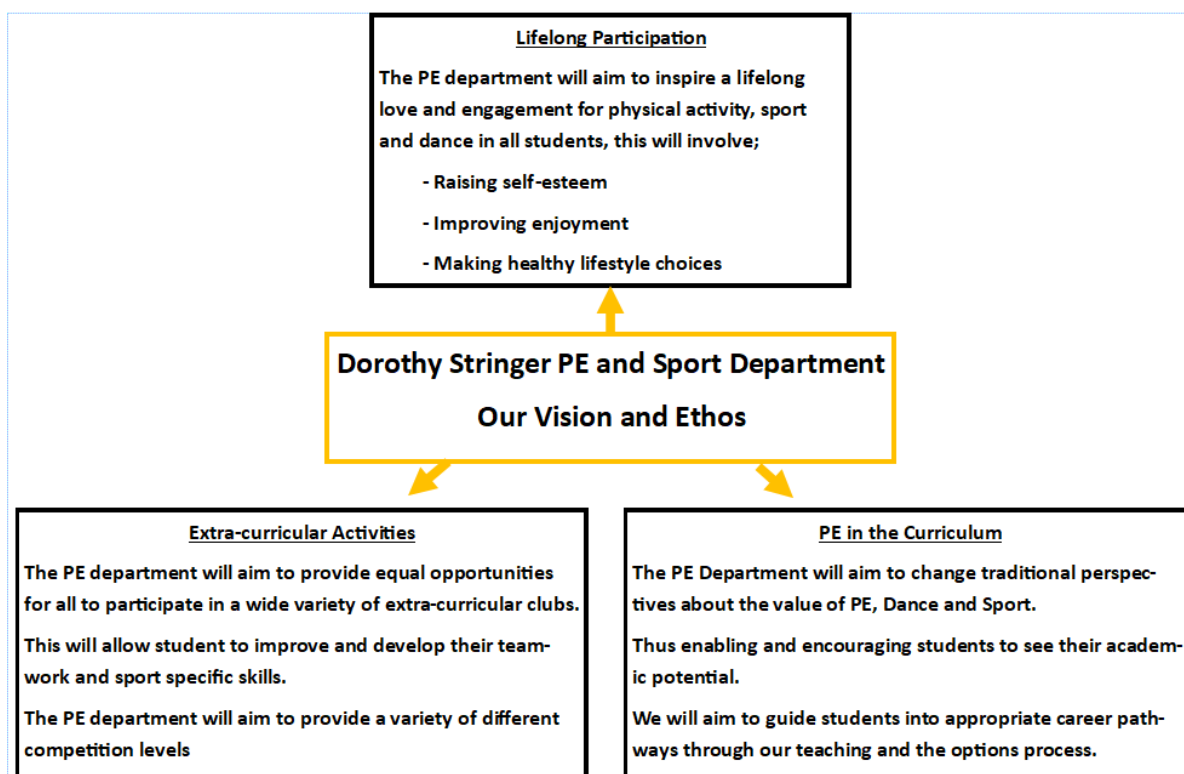 Lifelong Participation
The PE department will aim to inspire a lifelong
love and engagement for physical activity, sport
and dance in all students, this will involve;
- Raising self-esteem
- Improving enjoyment
- Making healthy lifestyle choices
Dorothy Stringer PE and Sport Department
Our Vision and Ethos
Extra-curricular Activities
The PE department will aim to provide equal opportunities
for all to participate in a wide variety of extra-curricular clubs.
This will allow student to improve and develop their team-
work and sport specific skills.
The PE department will aim to provide a variety of different
competition levels
PE in the Curriculum
The PE Department will aim to change traditional perspec-
tives about the value of PE, Dance and Sport.
Thus enabling and encouraging students to see their academ-
ic potential.
We will aim to guide students into appropriate career path-
ways through our teaching and the options process.